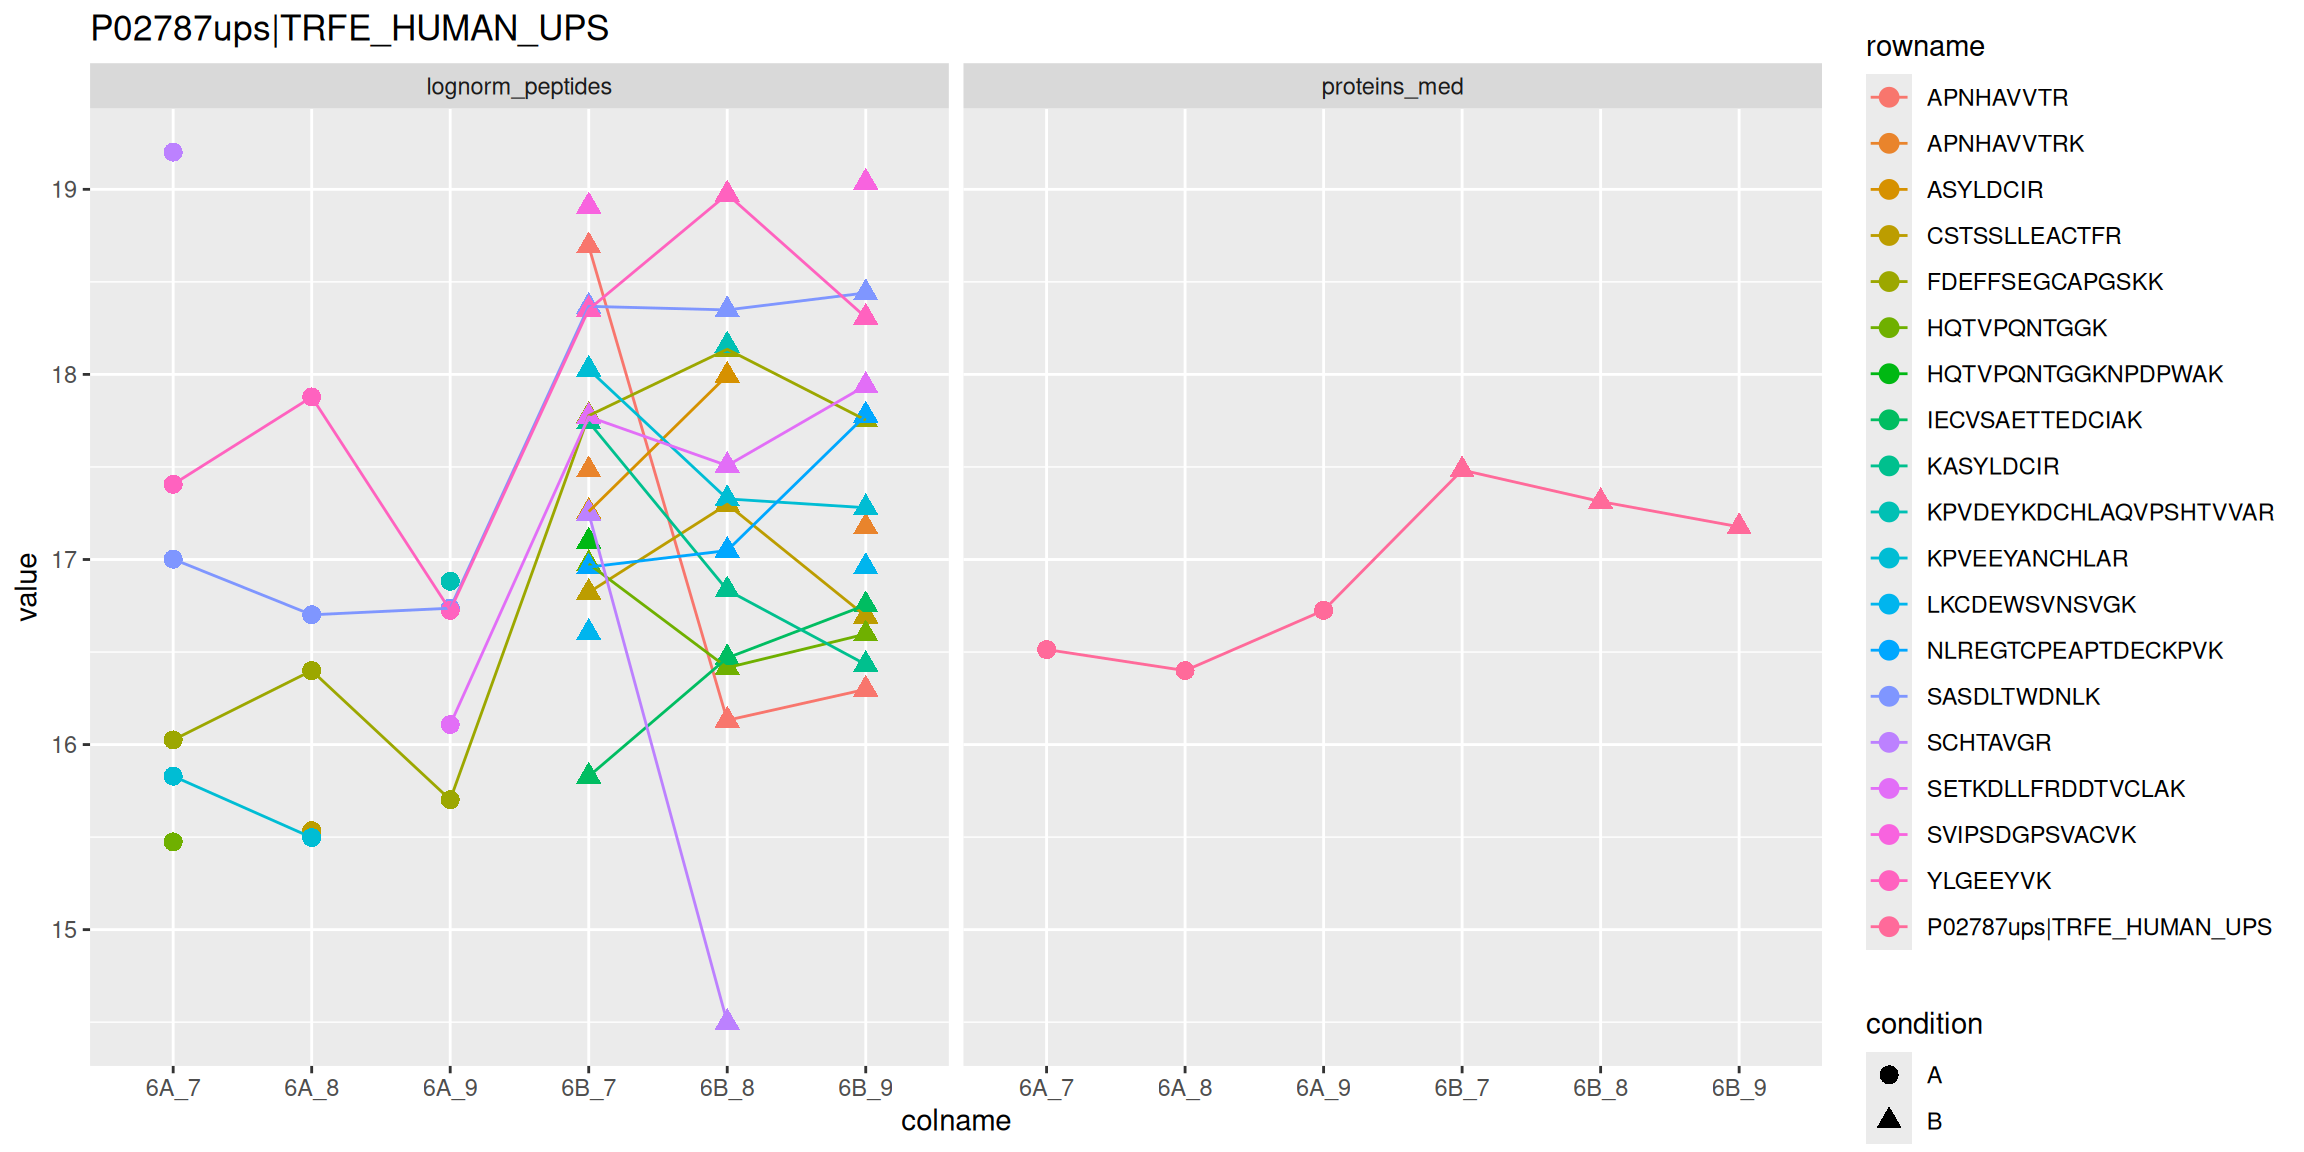 P02787ups|TRFE_HUMAN_UPS
lognorm_peptides
proteins_med
value
19
18
17
16
15
6A_7
6A_8
6A_9
6B_7
6B_8
6B_9
6A_7
6A_8
6A_9
6B_7
6B_8
6B_9
colname
rowname
APNHAVVTR
APNHAVVTRK
ASYLDCIR
CSTSSLLEACTFR
FDEFFSEGCAPGSKK
HQTVPQNTGGK
HQTVPQNTGGKNPDPWAK
IECVSAETTEDCIAK
KASYLDCIR
KPVDEYKDCHLAQVPSHTVVAR
KPVEEYANCHLAR
LKCDEWSVNSVGK
NLREGTCPEAPTDECKPVK
SASDLTWDNLK
SCHTAVGR
SETKDLLFRDDTVCLAK
SVIPSDGPSVACVK
YLGEEYVK
P02787ups|TRFE_HUMAN_UPS
condition
A
B